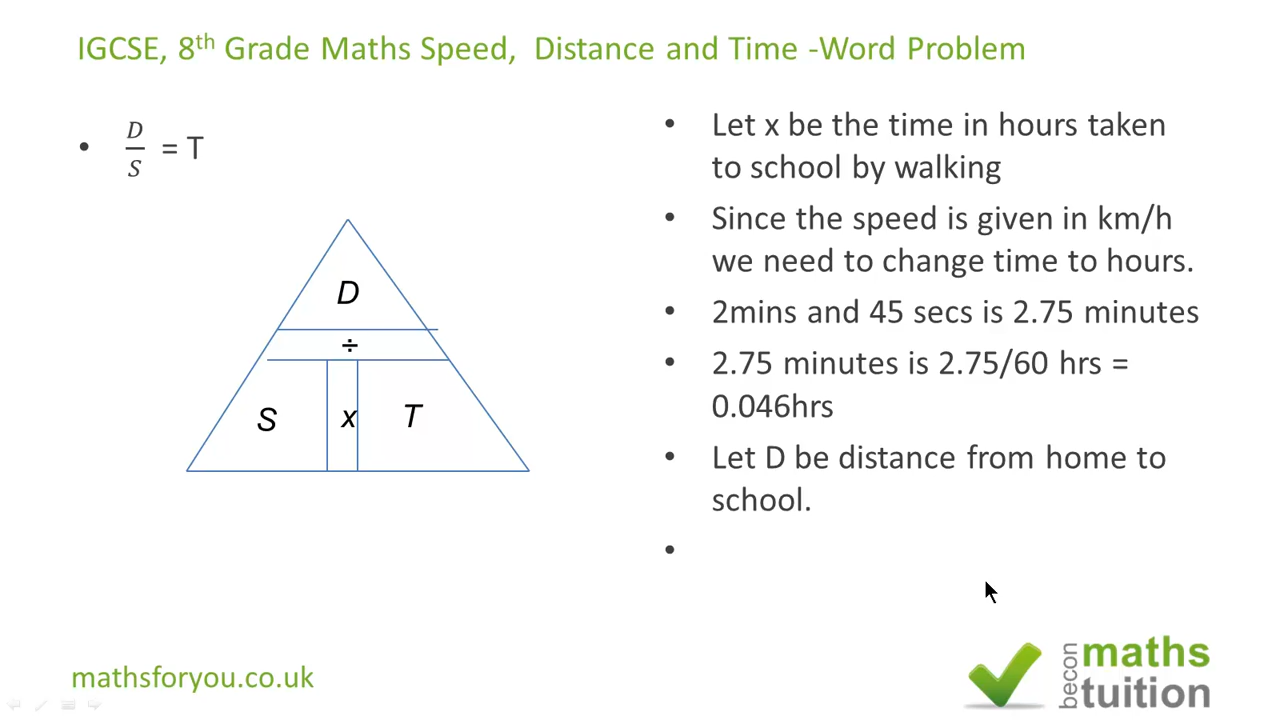 IGCSE, 8th Grade Maths Speed, Distance and Time -Word Problem
• D/S = T
D
÷
S x T
• Let x be the time in hours taken
to school by walking
• Since the speed is given in km/h
we need to change time to hours.
• 2mins and 45 secs is 2.75 minutes
• 2.75 minutes is 2.75/60 hrs =
0.046hrs
• Let D be distance from home to
school.
•
mathsforyou.co.uk
becon maths
tuition